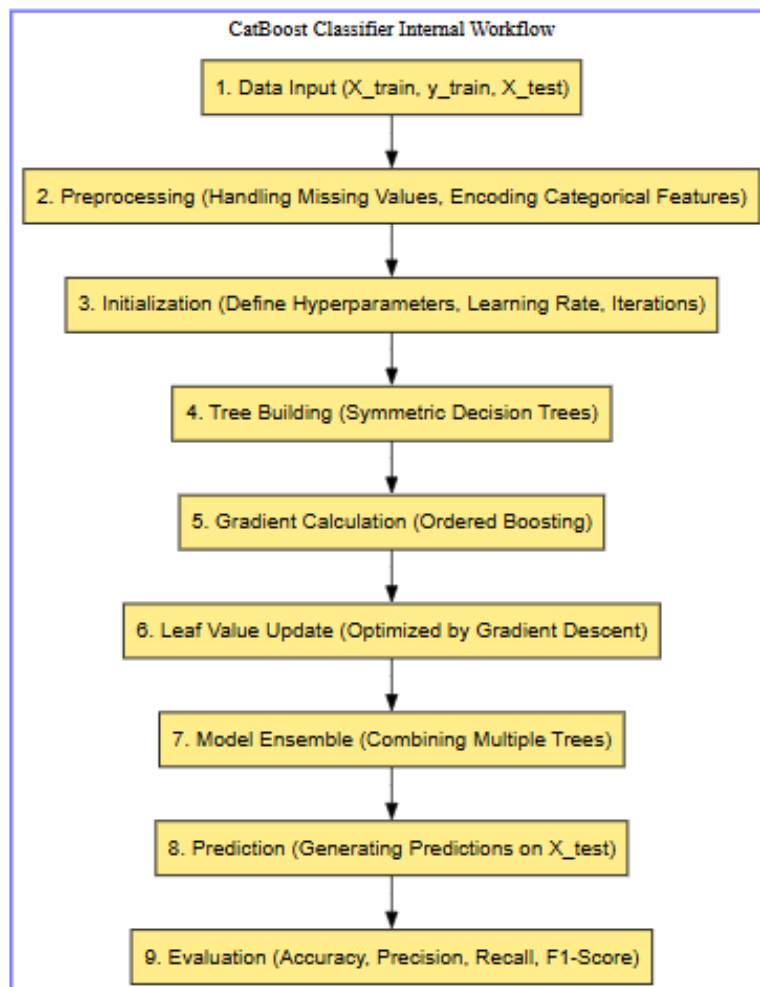 CatBoost Classifier Internal Workflow
1. Data Input (X_train, y_train, X_test)
2. Preprocessing (Handling Missing Values, Encoding Categorical Features)
3. Initialization (Define Hyperparameters, Learning Rate, Iterations)
4. Tree Building (Symmetric Decision Trees)
5. Gradient Calculation (Ordered Boosting)
6. Leaf Value Update (Optimized by Gradient Descent)
7. Model Ensemble (Combining Multiple Trees)
8. Prediction (Generating Predictions on X_test)
9. Evaluation (Accuracy, Precision, Recall, F1-Score)